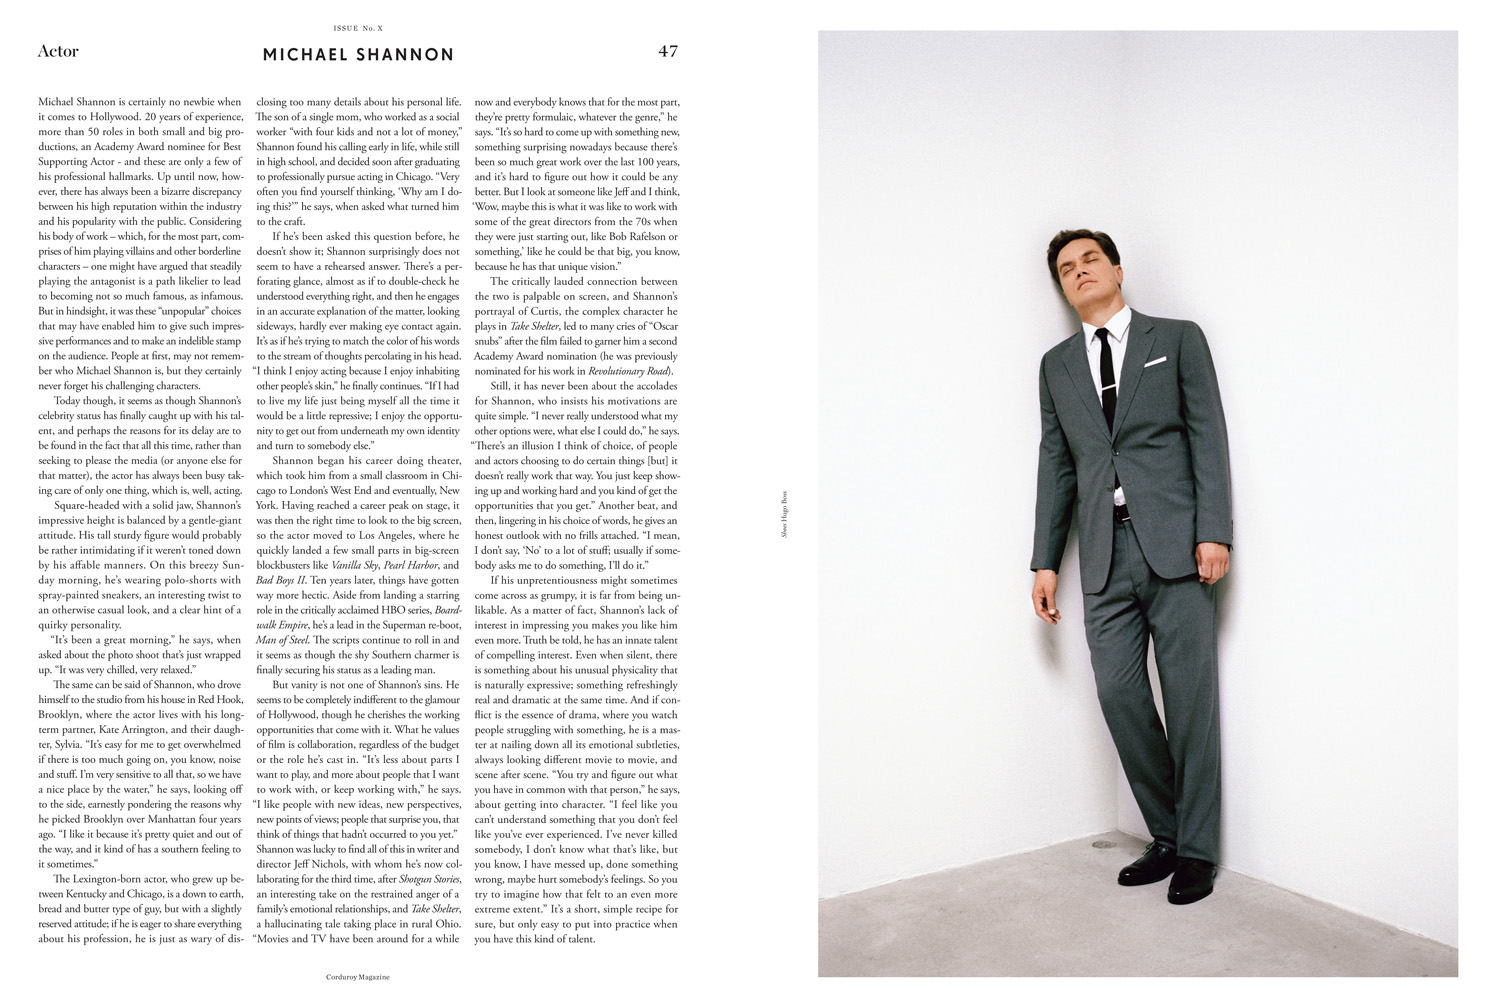 ISSUE No. X
Actor
MICHAEL SHANNON
47
Michael Shannon is certainly no newbie when
it comes to Hollywood. 20 years of experience,
more than 50 roles in both small and big pro-
ductions, an Academy Award nominee for Best
Supporting Actor - and these are only a few of
his professional hallmarks. Up until now, how-
ever, there has always been a bizarre discrepancy
between his high reputation within the industry
and his popularity with the public. Considering
his body of work – which, for the most part, com-
prises of him playing villains and other borderline
characters – one might have argued that steadily
playing the antagonist is a path likelier to lead
to becoming not so much famous, as infamous.
But in hindsight, it was these “unpopular” choices
that may have enabled him to give such impres-
sive performances and to make an indelible stamp
on the audience. People at first, may not remem-
ber who Michael Shannon is, but they certainly
never forget his challenging characters.
Today though, it seems as though Shannon’s
celebrity status has finally caught up with his tal-
ent, and perhaps the reasons for its delay are to
be found in the fact that all this time, rather than
seeking to please the media (or anyone else for
that matter), the actor has always been busy tak-
ing care of only one thing, which is, well, acting.
Square-headed with a solid jaw, Shannon’s
impressive height is balanced by a gentle-giant
attitude. His tall sturdy figure would probably
be rather intimidating if it weren’t toned down
by his affable manners. On this breezy Sun-
day morning, he’s wearing polo-shorts with
spray-painted sneakers, an interesting twist to
an otherwise casual look, and a clear hint of a
quirky personality.
“It’s been a great morning,” he says, when
asked about the photo shoot that’s just wrapped
up. “It was very chilled, very relaxed.”
The same can be said of Shannon, who drove
himself to the studio from his house in Red Hook,
Brooklyn, where the actor lives with his long-
term partner, Kate Arrington, and their daugh-
ter, Sylvia. “It’s easy for me to get overwhelmed
if there is too much going on, you know, noise
and stuff. I’m very sensitive to all that, so we have
a nice place by the water,” he says, looking off
to the side, earnestly pondering the reasons why
he picked Brooklyn over Manhattan four years
ago. “I like it because it’s pretty quiet and out of
the way, and it kind of has a southern feeling to
it sometimes.”
The Lexington-born actor, who grew up be-
tween Kentucky and Chicago, is a down to earth,
bread and butter type of guy, but with a slightly
reserved attitude; if he is eager to share everything
about his profession, he is just as wary of dis-
closing too many details about his personal life.
The son of a single mom, who worked as a social
worker “with four kids and not a lot of money,”
Shannon found his calling early in life, while still
in high school, and decided soon after graduating
to professionally pursue acting in Chicago. “Very
often you find yourself thinking, ‘Why am I do-
ing this?’” he says, when asked what turned him
to the craft.
If he’s been asked this question before, he
doesn’t show it; Shannon surprisingly does not
seem to have a rehearsed answer. There’s a per-
forating glance, almost as if to double-check he
understood everything right, and then he engages
in an accurate explanation of the matter, looking
sideways, hardly ever making eye contact again.
It’s as if he’s trying to match the color of his words
to the stream of thoughts percolating in his head.
“I think I enjoy acting because I enjoy inhabiting
other people’s skin,” he finally continues. “If I had
to live my life just being myself all the time it
would be a little repressive; I enjoy the opportu-
nity to get out from underneath my own identity
and turn to somebody else.”
Shannon began his career doing theater,
which took him from a small classroom in Chi-
cago to London’s West End and eventually, New
York. Having reached a career peak on stage, it
was then the right time to look to the big screen,
so the actor moved to Los Angeles, where he
quickly landed a few small parts in big-screen
blockbusters like Vanilla Sky, Pearl Harbor, and
Bad Boys II. Ten years later, things have gotten
way more hectic. Aside from landing a starring
role in the critically acclaimed HBO series, Board-
walk Empire, he’s a lead in the Superman re-boot,
Man of Steel. The scripts continue to roll in and
it seems as though the shy Southern charmer is
finally securing his status as a leading man.
But vanity is not one of Shannon’s sins. He
seems to be completely indifferent to the glamour
of Hollywood, though he cherishes the working
opportunities that come with it. What he values
of film is collaboration, regardless of the budget
or the role he’s cast in. “It’s less about parts I
want to play, and more about people that I want
to work with, or keep working with,” he says.
“I like people with new ideas, new perspectives,
new points of views; people that surprise you, that
think of things that hadn’t occurred to you yet.”
Shannon was lucky to find all of this in writer and
director Jeff Nichols, with whom he’s now col-
laborating for the third time, after Shotgun Stories,
an interesting take on the restrained anger of a
family’s emotional relationships, and Take Shelter,
a hallucinating tale taking place in rural Ohio.
“Movies and TV have been around for a while
now and everybody knows that for the most part,
they’re pretty formulaic, whatever the genre,” he
says. “It’s so hard to come up with something new,
something surprising nowadays because there’s
been so much great work over the last 100 years,
and it’s hard to figure out how it could be any
better. But I look at someone like Jeff and I think,
‘Wow, maybe this is what it was like to work with
some of the great directors from the 70s when
they were just starting out, like Bob Rafelson or
something,’ like he could be that big, you know,
because he has that unique vision.”
The critically lauded connection between
the two is palpable on screen, and Shannon’s
portrayal of Curtis, the complex character he
plays in Take Shelter, led to many cries of “Oscar
snubs” after the film failed to garner him a second
Academy Award nomination (he was previously
nominated for his work in Revolutionary Road).
Still, it has never been about the accolades
for Shannon, who insists his motivations are
quite simple. “I never really understood what my
other options were, what else I could do,” he says.
“There’s an illusion I think of choice, of people
and actors choosing to do certain things [but] it
doesn’t really work that way. You just keep show-
ing up and working hard and you kind of get the
opportunities that you get.” Another beat, and
then, lingering in his choice of words, he gives an
honest outlook with no frills attached. “I mean,
I don’t say, ‘No’ to a lot of stuff; usually if some-
body asks me to do something, I’ll do it.”
If his unpretentiousness might sometimes
come across as grumpy, it is far from being un-
likable. As a matter of fact, Shannon’s lack of
interest in impressing you makes you like him
even more. Truth be told, he has an innate talent
of compelling interest. Even when silent, there
is something about his unusual physicality that
is naturally expressive; something refreshingly
real and dramatic at the same time. And if con-
flict is the essence of drama, where you watch
people struggling with something, he is a mas-
ter at nailing down all its emotional subtleties,
always looking different movie to movie, and
scene after scene. “You try and figure out what
you have in common with that person,” he says,
about getting into character. “I feel like you
can’t understand something that you don’t feel
like you’ve ever experienced. I’ve never killed
somebody, I don’t know what that’s like, but
you know, I have messed up, done something
wrong, maybe hurt somebody’s feelings. So you
try to imagine how that felt to an even more
extreme extent.” It’s a short, simple recipe for
sure, but only easy to put into practice when
you have this kind of talent.
Corduroy Magazine
Shoes Hugo Boss